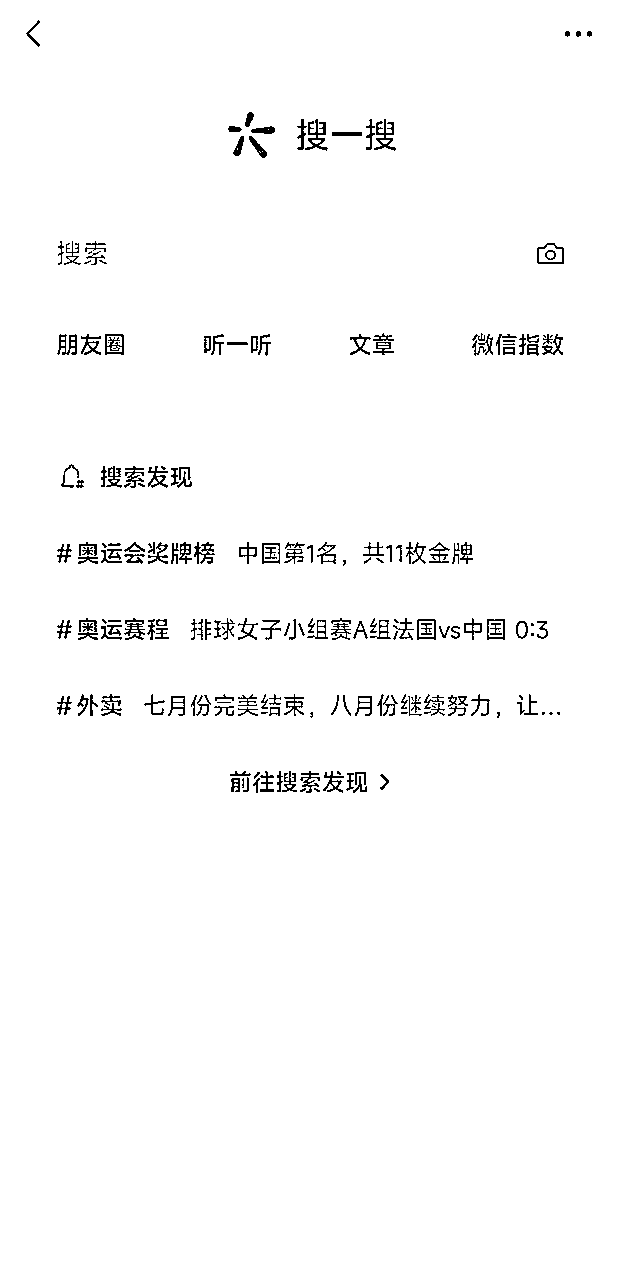 搜一搜
搜索
朋友圈 听一听 文章 微信指数
搜索发现
#奥运会奖牌榜 中国第1名，共11枚金牌
#奥运赛程 排球女子小组赛A组法国vs中国 0:3
#外卖 七月份完美结束，八月份继续努力，让...
前往搜索发现 >